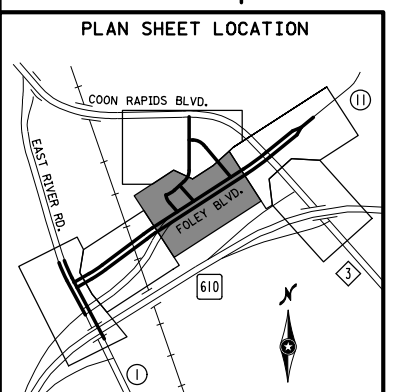 PLAN SHEET LOCATION
COON RAPIDS BLVD.
11
EAST RIVER RD.
FOLEY BLVD.
610
3
N
1